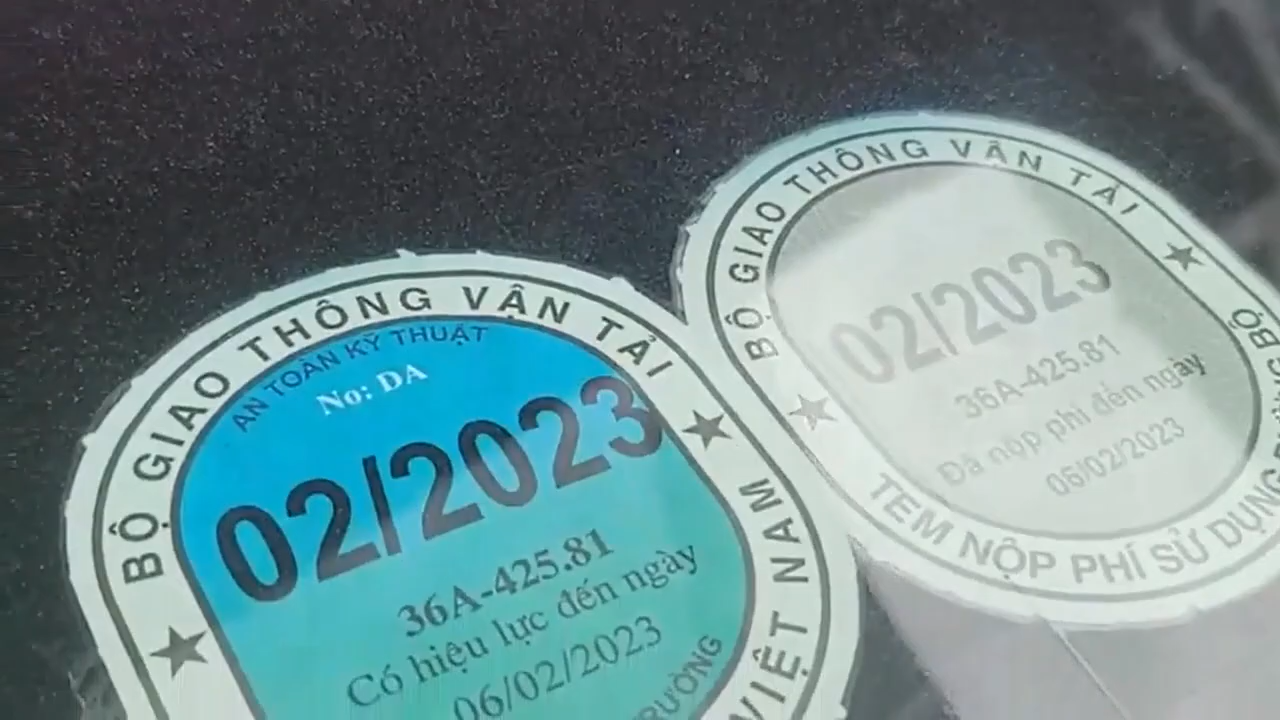 BỘ GIAO THÔNG VẬN TẢI
AN TOÀN KỸ THUẬT
No: DA
02/2023
36A-425.81
Có hiệu lực đến ngày
06/02/2023
VIỆT NAM
BỘ GIAO THÔNG VẬN TẢI
02/2023
36A-425.81
Đã nộp phí đến ngày
06/02/2023
TEM NỘP PHÍ SỬ DỤNG
BỘ